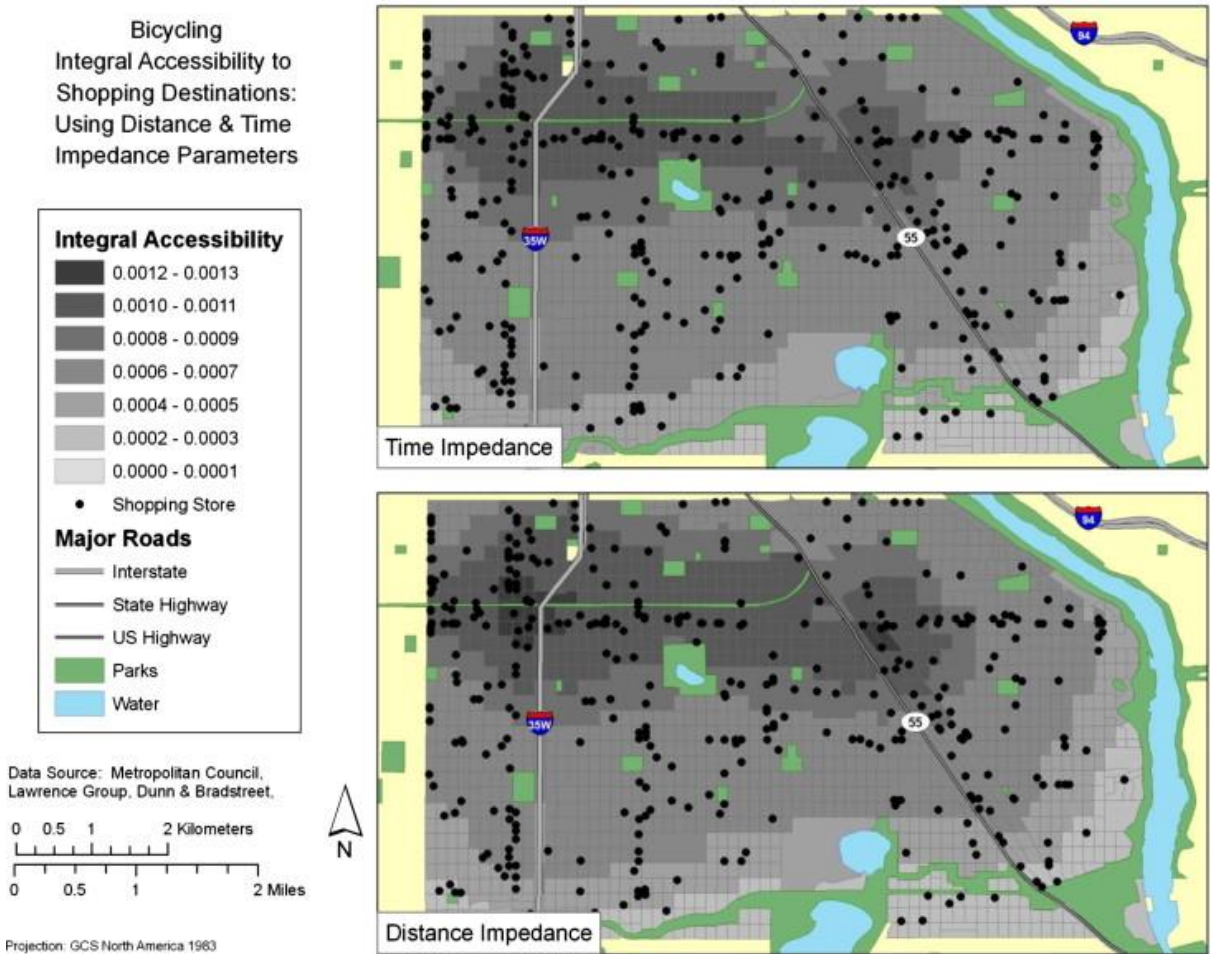 Bicycling
Integral Accessibility to
Shopping Destinations:
Using Distance & Time
Impedance Parameters
Integral Accessibility
0.0012 - 0.0013
0.0010 - 0.0011
0.0008 - 0.0009
0.0006 - 0.0007
0.0004 - 0.0005
0.0002 - 0.0003
0.0000 - 0.0001
Shopping Store
Major Roads
Interstate
State Highway
US Highway
Parks
Water
Data Source: Metropolitan Council,
Lawrence Group, Dunn & Bradstreet,
0 0.5 1 2 Kilometers
0 0.5 1 2 Miles
N
Projection: GCS North America 1983
94
35W
55
Time Impedance
94
35W
55
Distance Impedance